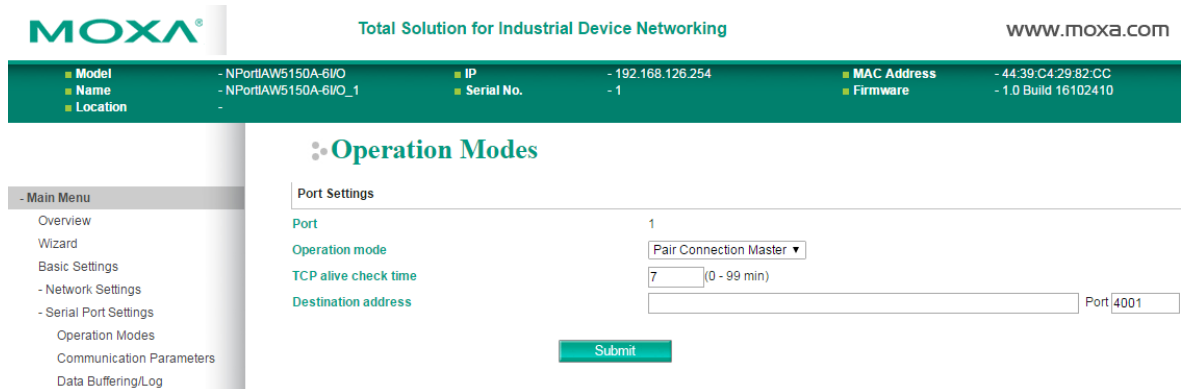 MOXA®
Total Solution for Industrial Device Networking
www.moxa.com
Model - NPortIAW5150A-6I/O IP - 192.168.126.254 MAC Address - 44:39:C4:29:82:CC
Name - NPortIAW5150A-6I/O_1 Serial No. - 1 Firmware - 1.0 Build 16102410
Location -
Operation Modes
- Main Menu
Overview
Wizard
Basic Settings
- Network Settings
- Serial Port Settings
Operation Modes
Communication Parameters
Data Buffering/Log
Port Settings
Port 1
Operation mode Pair Connection Master ▼
TCP alive check time 7 (0 - 99 min)
Destination address Port 4001
Submit